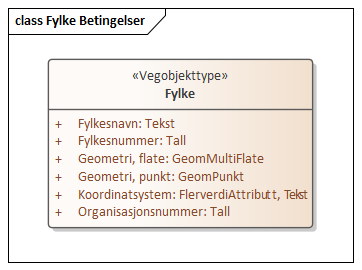 class Fylke Betingelser
«Vegobjekttype»
Fylke
+ Fylkesnavn: Tekst
+ Fylkesnummer: Tall
+ Geometri, flate: GeomMultiFlate
+ Geometri, punkt: GeomPunkt
+ Koordinatsystem: FlerverdiAttributt, Tekst
+ Organisasjonsnummer: Tall